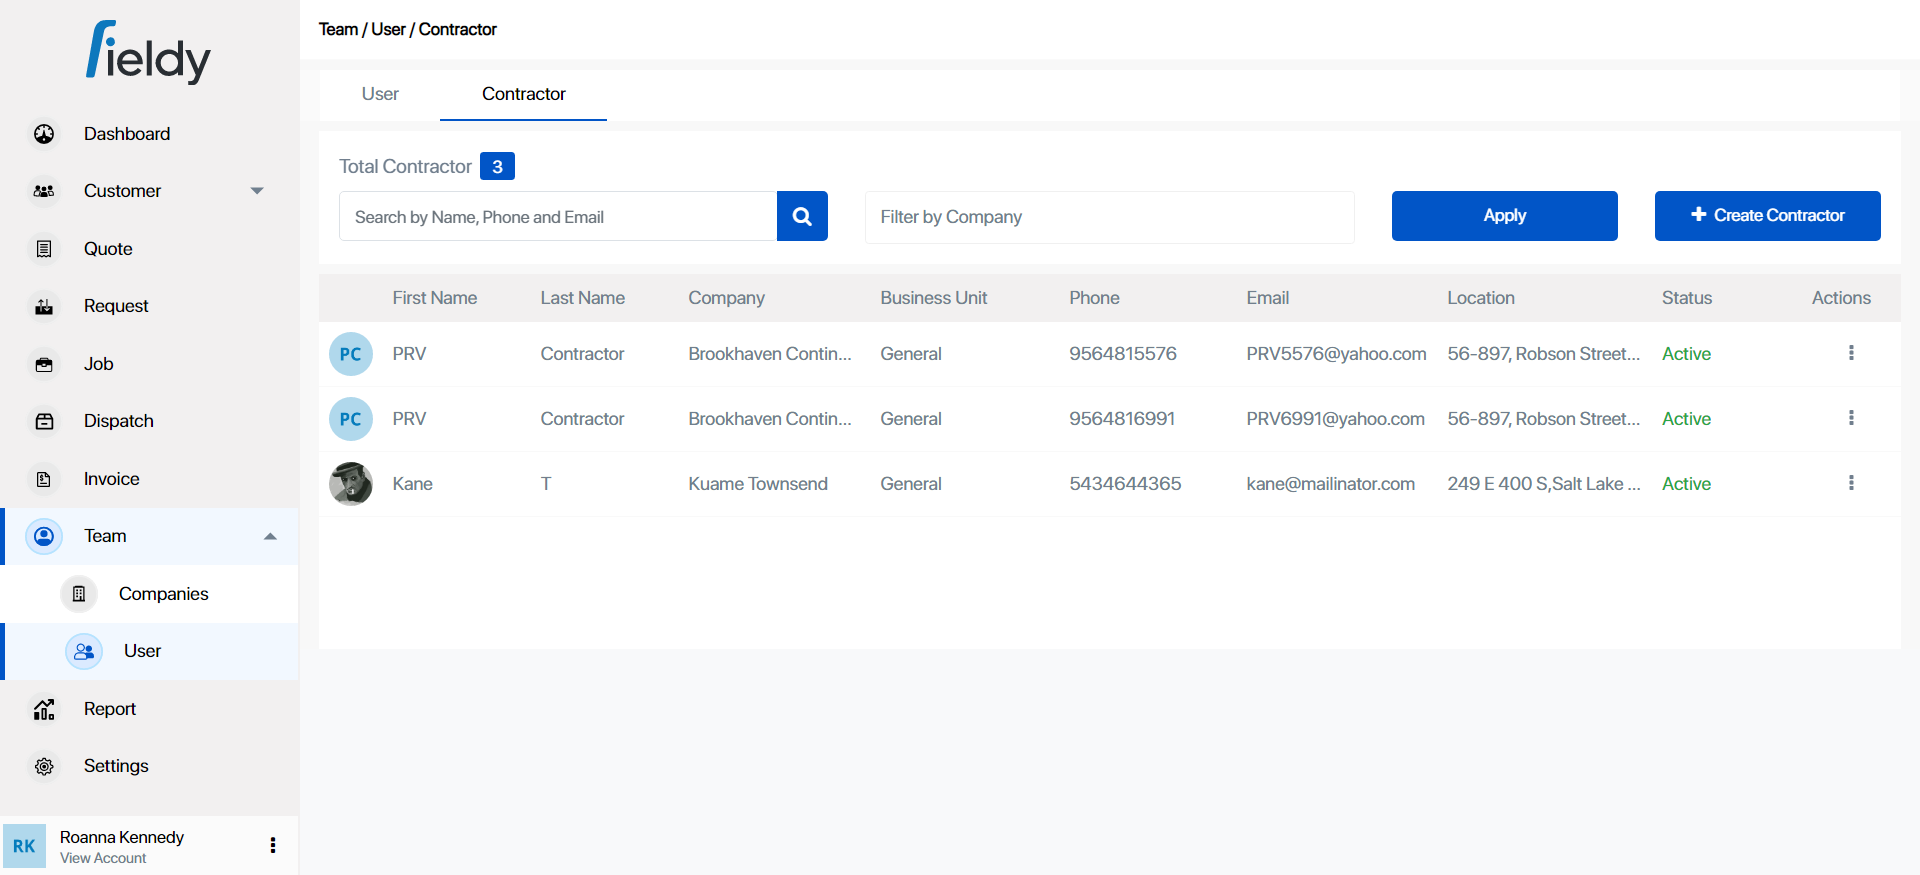 fieldy
Dashboard
Customer
Quote
Request
Job
Dispatch
Invoice
Team
Companies
User
Report
Settings
RK
Roanna Kennedy
View Account
Team / User / Contractor
User Contractor
Total Contractor 3
Search by Name, Phone and Email Filter by Company Apply Create Contractor
First Name Last Name Company Business Unit Phone Email Location Status Actions
PC PRV Contractor Brookhaven Contin... General 9564815576 PRV5576@yahoo.com 56-897, Robson Street... Active
PC PRV Contractor Brookhaven Contin... General 9564816991 PRV6991@yahoo.com 56-897, Robson Street... Active
Kane T Kuame Townsend General 5434644365 kane@mailinator.com 249 E 400 S,Salt Lake ... Active